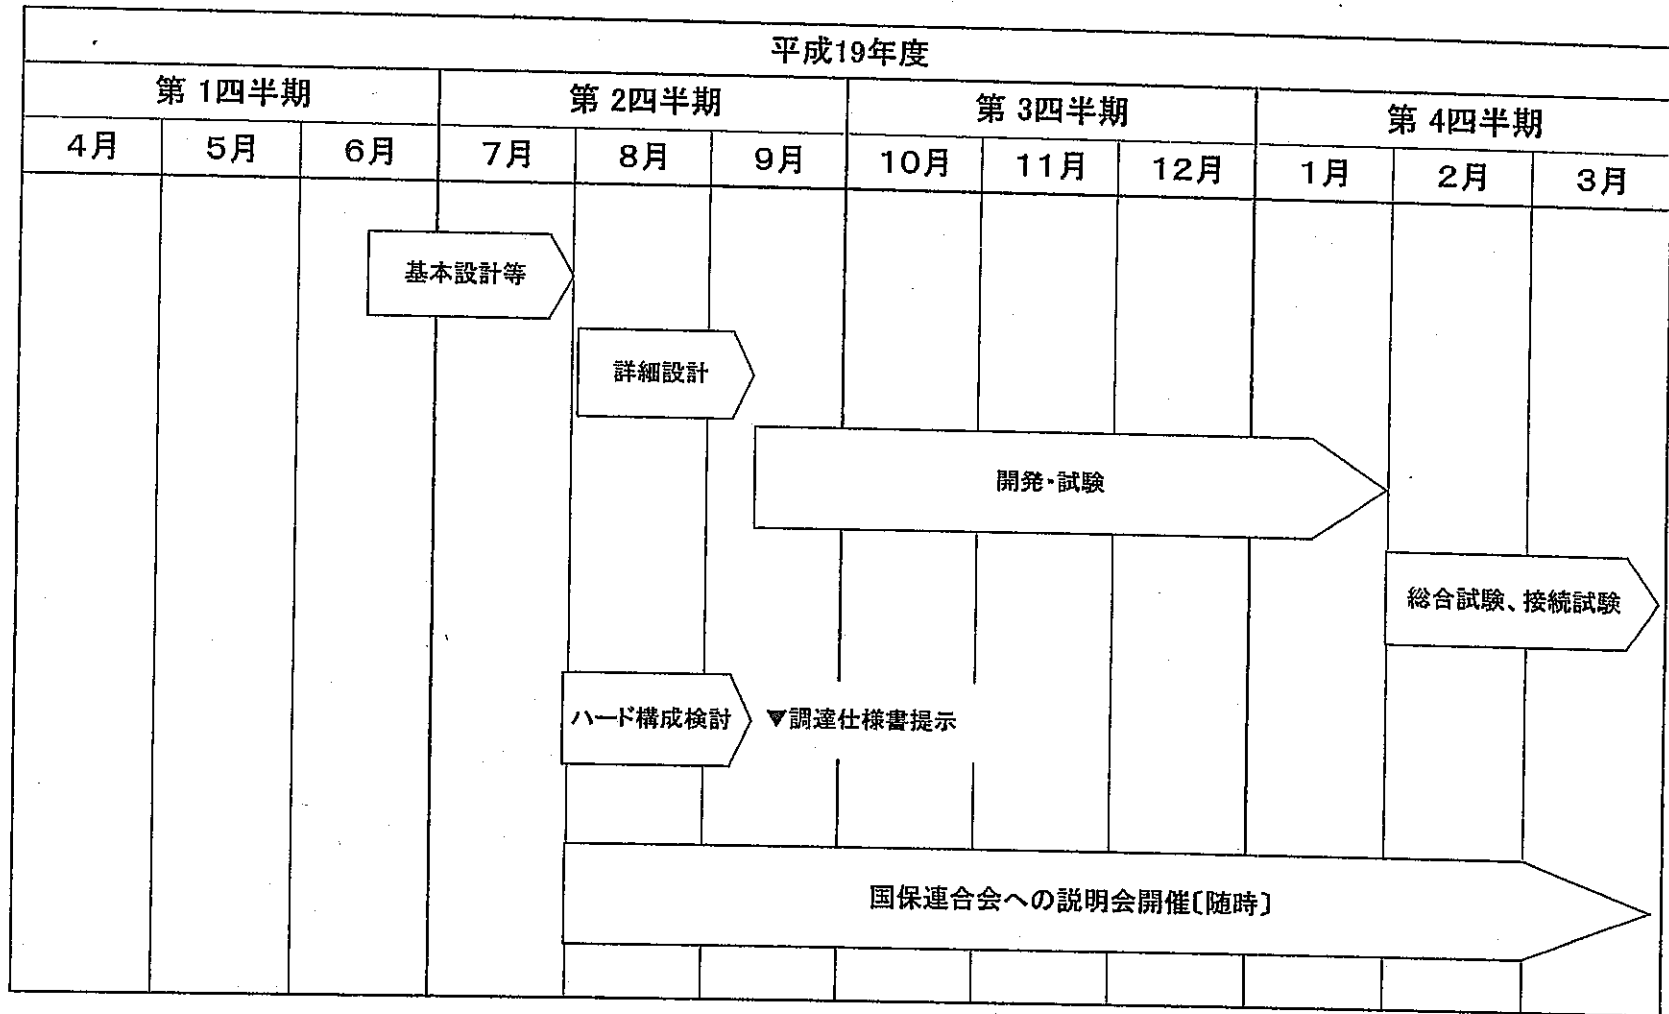 平成19年度
第 1四半期 第 2四半期 第 3四半期 第 4四半期
4月 5月 6月 7月 8月 9月 10月 11月 12月 1月 2月 3月
基本設計等
詳細設計
開発・試験
総合試験、接続試験
ハード構成検討 ▼調達仕様書提示
国保連合会への説明会開催〔随時〕